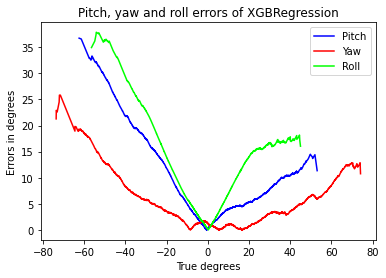 Pitch, yaw and roll errors of XGBRegression
Pitch
Yaw
Roll
Errors in degrees
35
30
25
20
15
10
5
0
−80 −60 −40 −20 0 20 40 60 80
True degrees